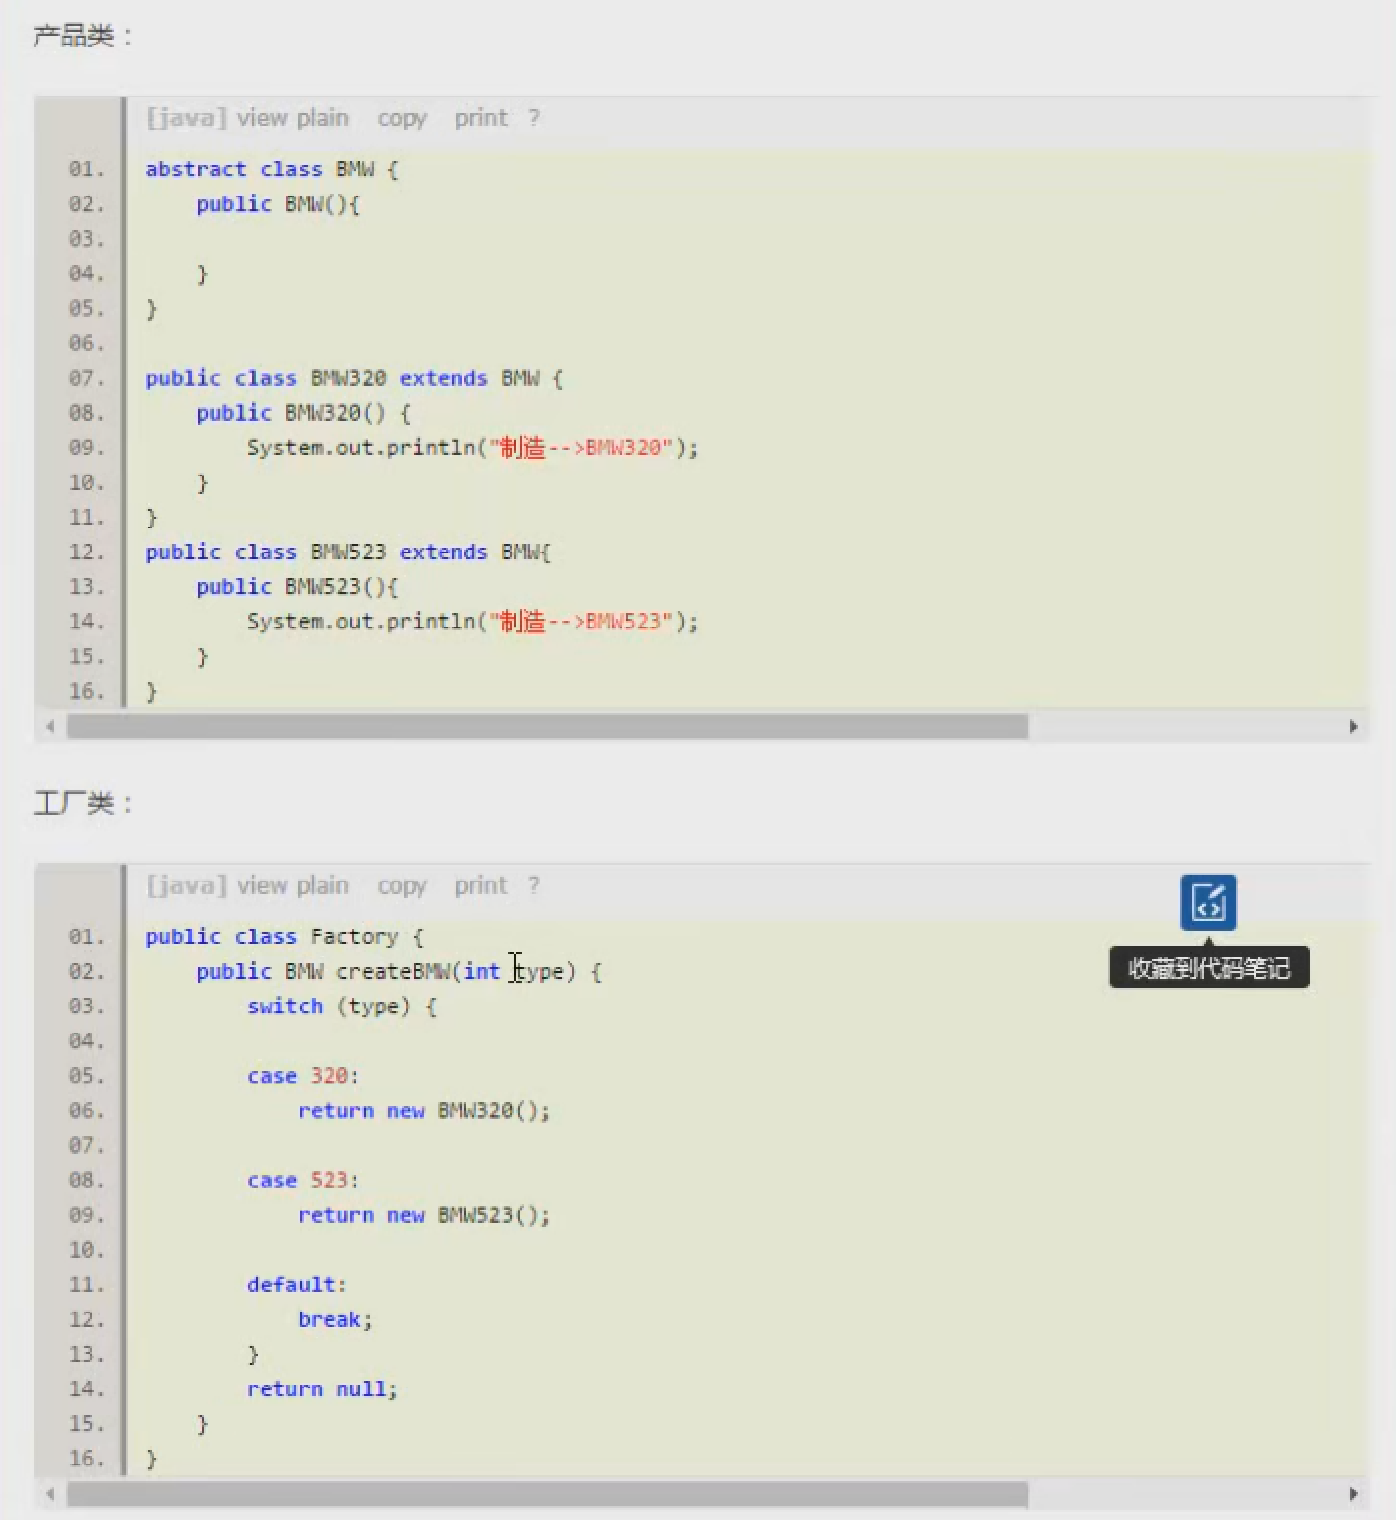 产品类：
[java] view plain copy print ?
01. abstract class BMW {
02.     public BMW(){
03.
04.     }
05. }
06.
07. public class BMW320 extends BMW {
08.     public BMW320() {
09.         System.out.println("制造-->BMW320");
10.     }
11. }
12. public class BMW523 extends BMW{
13.     public BMW523(){
14.         System.out.println("制造-->BMW523");
15.     }
16. }
工厂类：
[java] view plain copy print ?
01. public class Factory {
02.     public BMW createBMW(int type) {
收藏到代码笔记
03.         switch (type) {
04.
05.         case 320:
06.             return new BMW320();
07.
08.         case 523:
09.             return new BMW523();
10.
11.         default:
12.             break;
13.         }
14.         return null;
15.     }
16. }